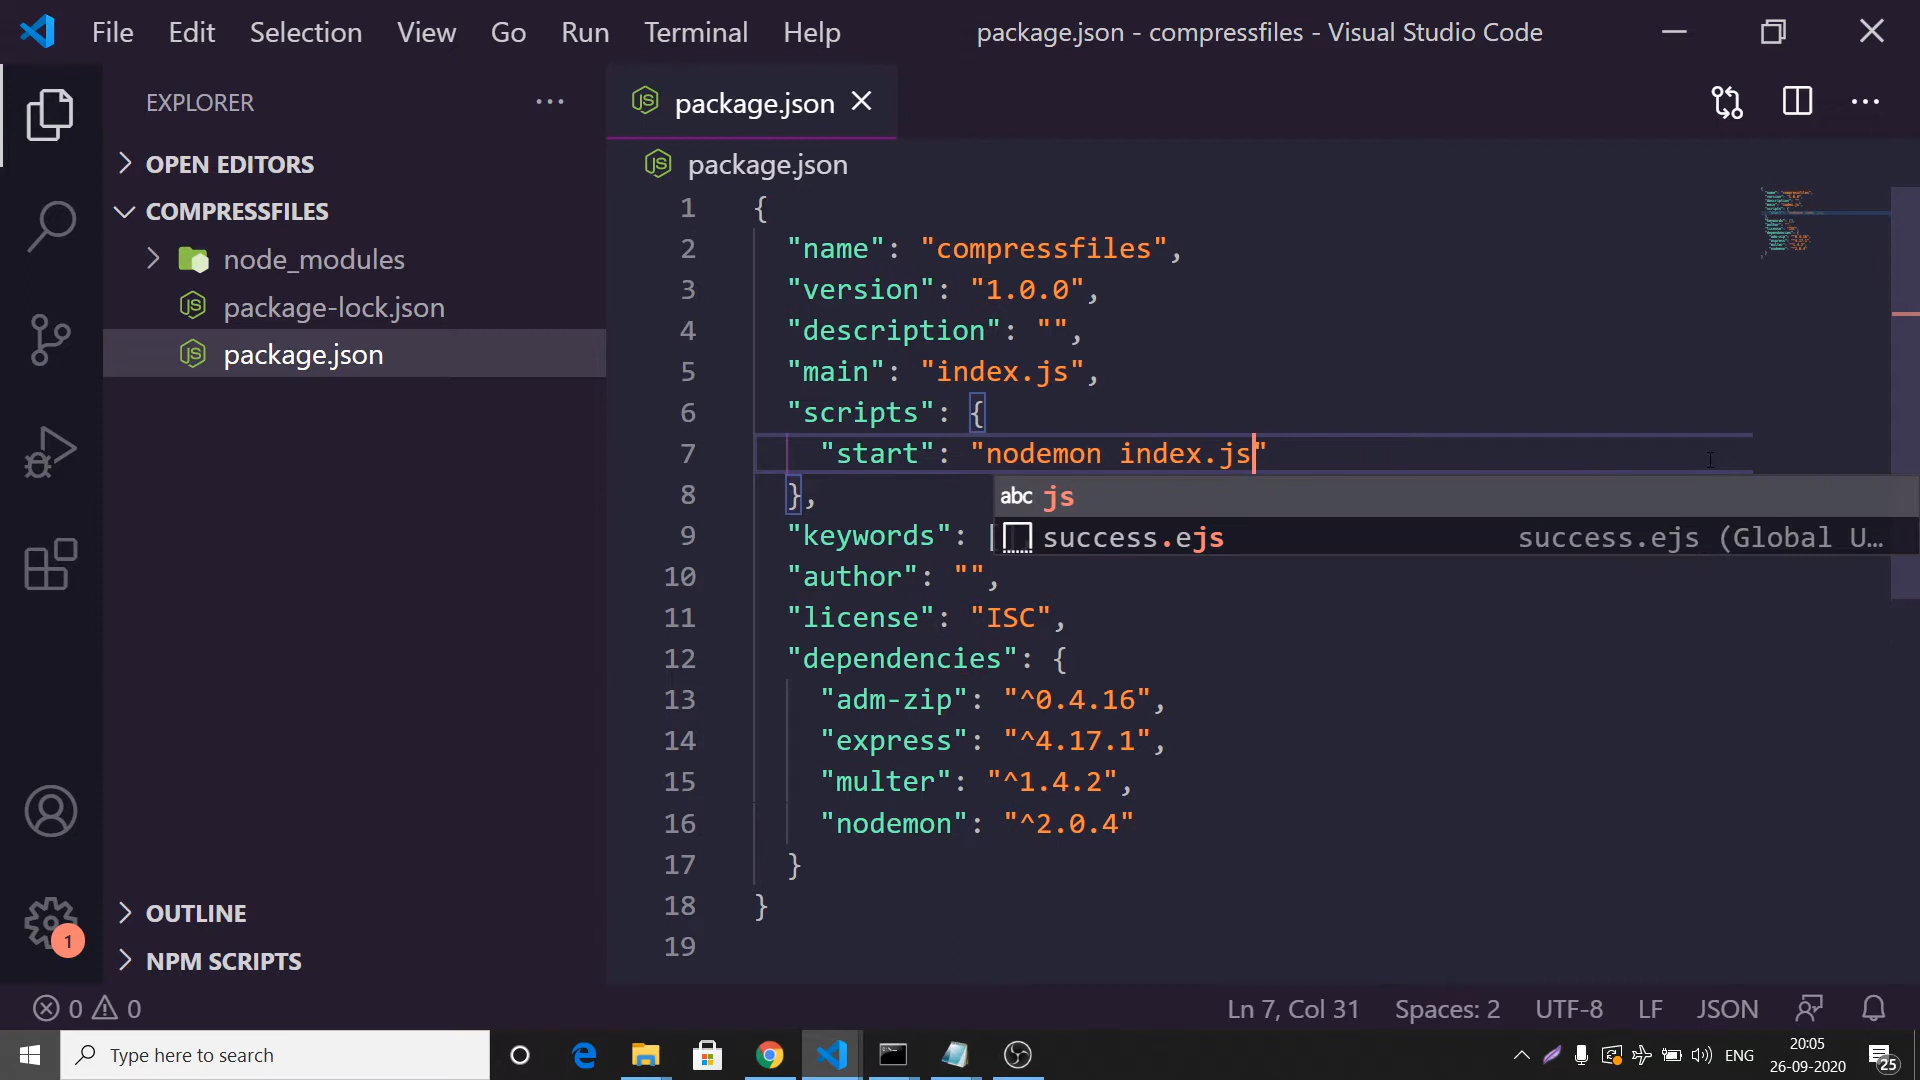 File Edit Selection View Go Run Terminal Help
package.json - compressfiles - Visual Studio Code
EXPLORER
OPEN EDITORS
COMPRESSFILES
node_modules
package-lock.json
package.json
OUTLINE
NPM SCRIPTS
package.json
package.json
1 {
2 "name": "compressfiles",
3 "version": "1.0.0",
4 "description": "",
5 "main": "index.js",
6 "scripts": {
7 "start": "nodemon index.js"
8 },
abc js
9 "keywords": [
success.ejs success.ejs (Global U...
10 "author": "",
11 "license": "ISC",
12 "dependencies": {
13 "adm-zip": "^0.4.16",
14 "express": "^4.17.1",
15 "multer": "^1.4.2",
16 "nodemon": "^2.0.4"
17 }
18 }
19
1
0 0
Ln 7, Col 31 Spaces: 2 UTF-8 LF JSON
Type here to search
ENG
20:05
26-09-2020
25